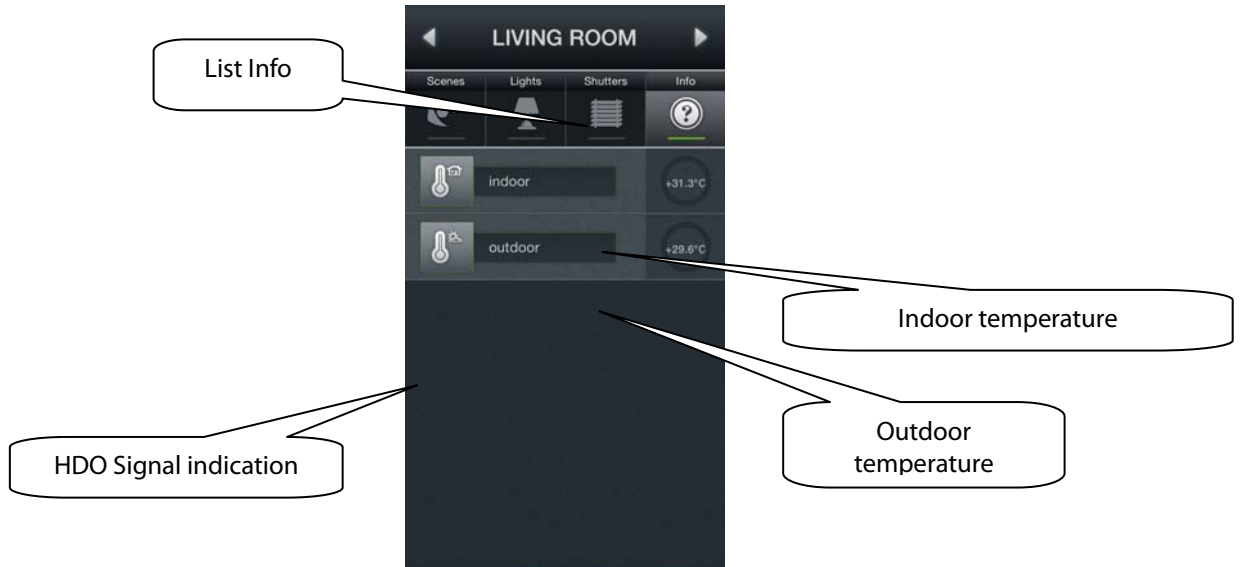 LIVING ROOM
List Info
Scenes Lights Shutters Info
indoor +31.3°C
outdoor +29.6°C
Indoor temperature
Outdoor
temperature
HDO Signal indication